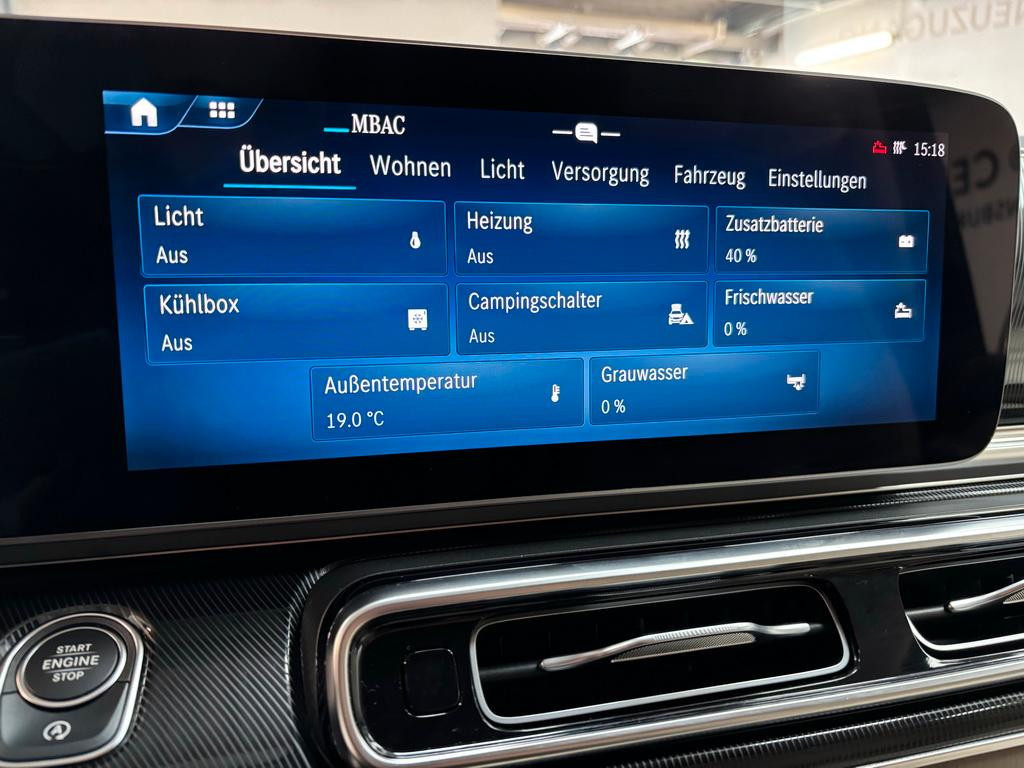 MBAC
15:18
Übersicht Wohnen Licht Versorgung Fahrzeug Einstellungen
Licht
Aus
Heizung
Aus
Zusatzbatterie
40 %
Kühlbox
Aus
Campingschalter
Aus
Frischwasser
0 %
Außentemperatur
19.0 °C
Grauwasser
0 %
START
ENGINE
STOP
A